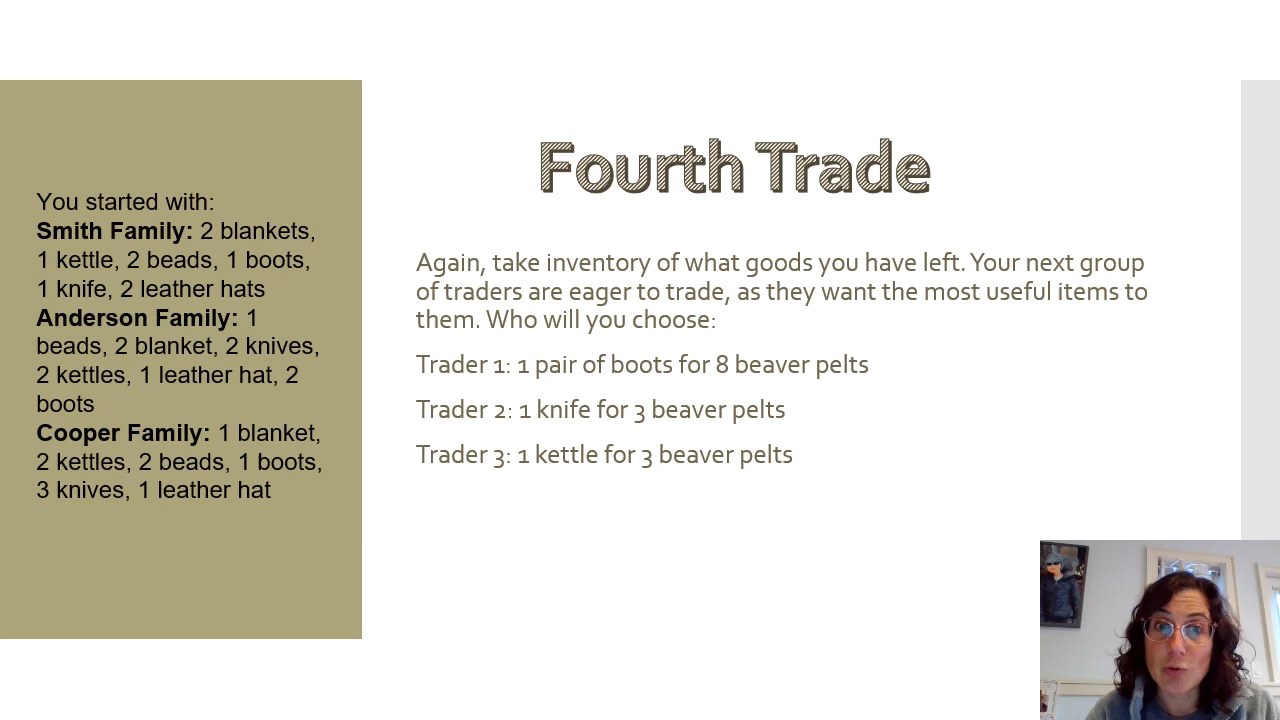 You started with:
Smith Family: 2 blankets,
1 kettle, 2 beads, 1 boots,
1 knife, 2 leather hats
Anderson Family: 1
beads, 2 blanket, 2 knives,
2 kettles, 1 leather hat, 2
boots
Cooper Family: 1 blanket,
2 kettles, 2 beads, 1 boots,
3 knives, 1 leather hat
Fourth Trade
Again, take inventory of what goods you have left. Your next group
of traders are eager to trade, as they want the most useful items to
them. Who will you choose:
Trader 1: 1 pair of boots for 8 beaver pelts
Trader 2: 1 knife for 3 beaver pelts
Trader 3: 1 kettle for 3 beaver pelts